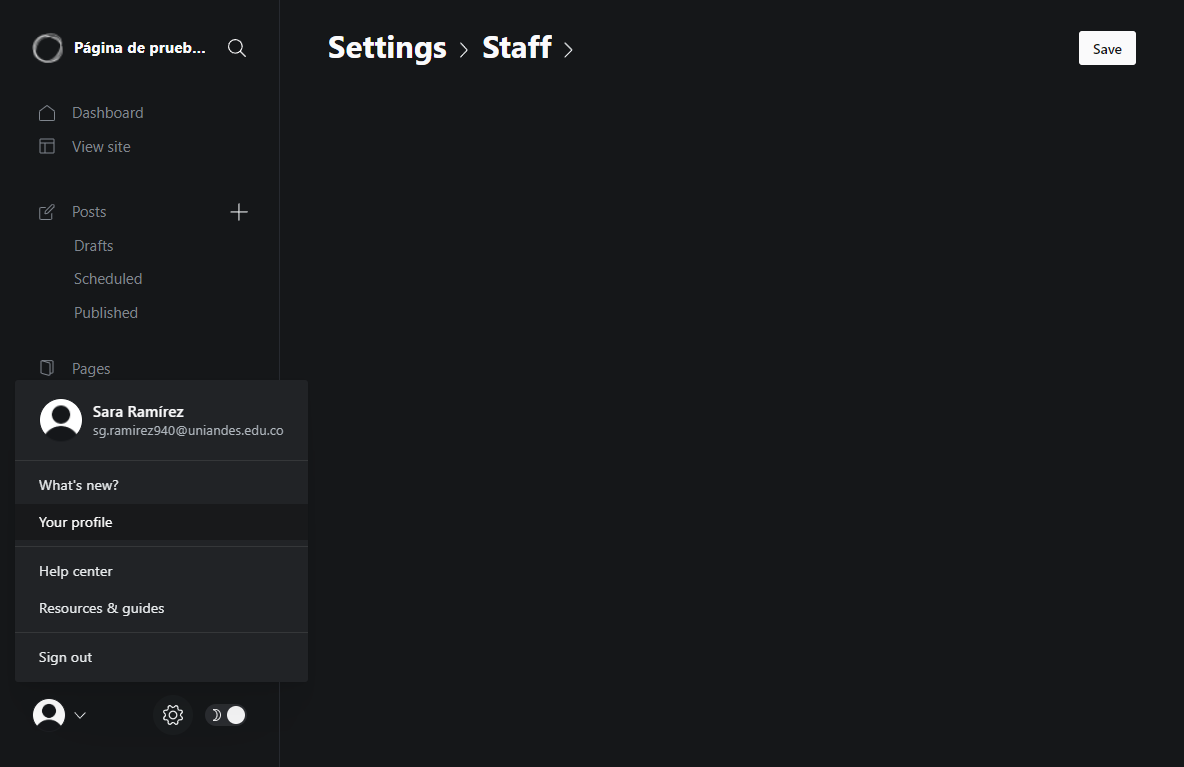 Página de prueb...
Settings
Staff
Save
Dashboard
View site
Posts
Drafts
Scheduled
Published
Pages
Sara Ramírez
sg.ramirez940@uniandes.edu.co
What's new?
Your profile
Help center
Resources & guides
Sign out